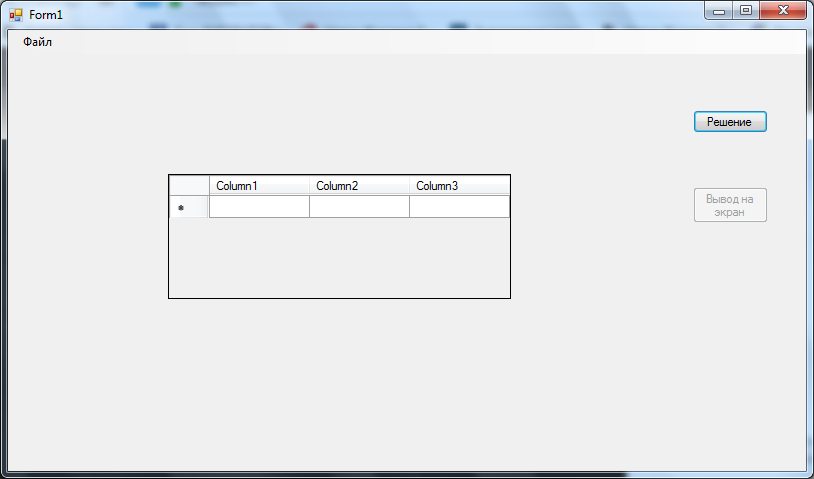 Form1
Файл
Решение
Column1 Column2 Column3
Вывод на
экран